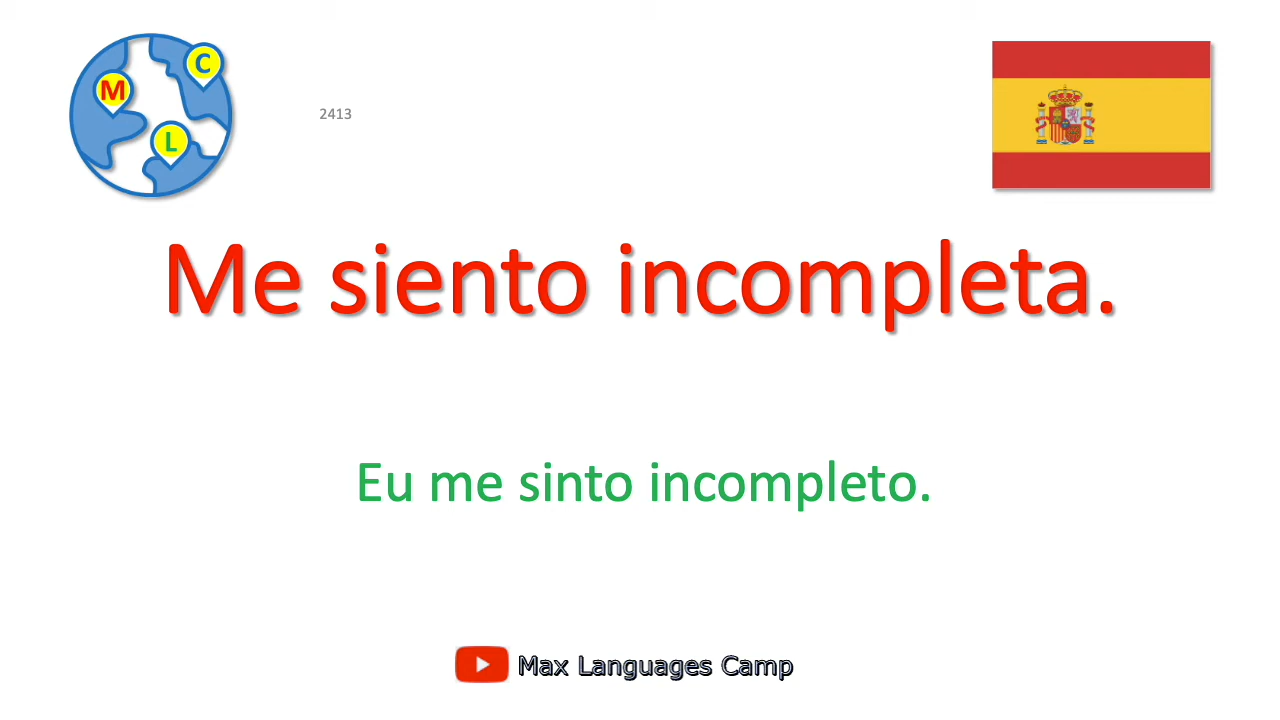 M
C
L
2413
Me siento incompleta.
Eu me sinto incompleto.
Max Languages Camp